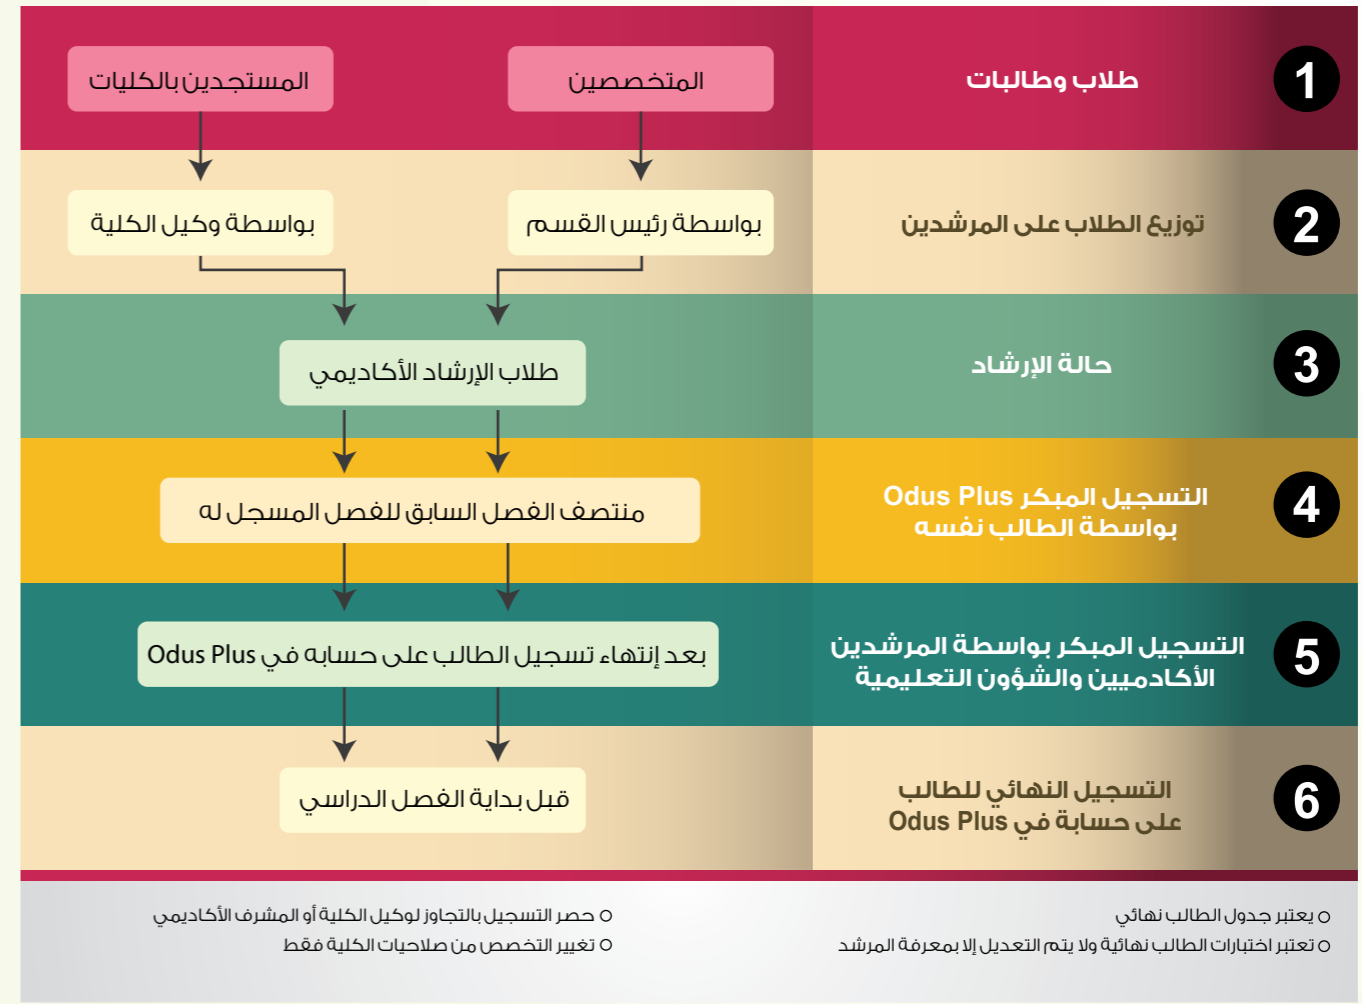 1
طلاب وطالبات
المتخصصين
المستجدين بالكليات
2
توزيع الطلاب على المرشدين
بواسطة رئيس القسم
بواسطة وكيل الكلية
3
حالة الإرشاد
طلاب الإرشاد الأكاديمي
4
التسجيل المبكر Odus Plus
بواسطة الطالب نفسه
منتصف الفصل السابق للفصل المسجل له
5
التسجيل المبكر بواسطة المرشدين
الأكادميين والشؤون التعليمية
بعد إنتهاء تسجيل الطالب على حسابه في Odus Plus
6
التسجيل النهائي للطالب
على حسابة في Odus Plus
قبل بداية الفصل الدراسي
يعتبر جدول الطالب نهائي
تعتبر اختبارات الطالب نهائية ولا يتم التعديل إلا بمعرفة المرشد
حصر التسجيل بالتجاوز لوكيل الكلية أو المشرف الأكاديمي
تغيير التخصص من صلاحيات الكلية فقط